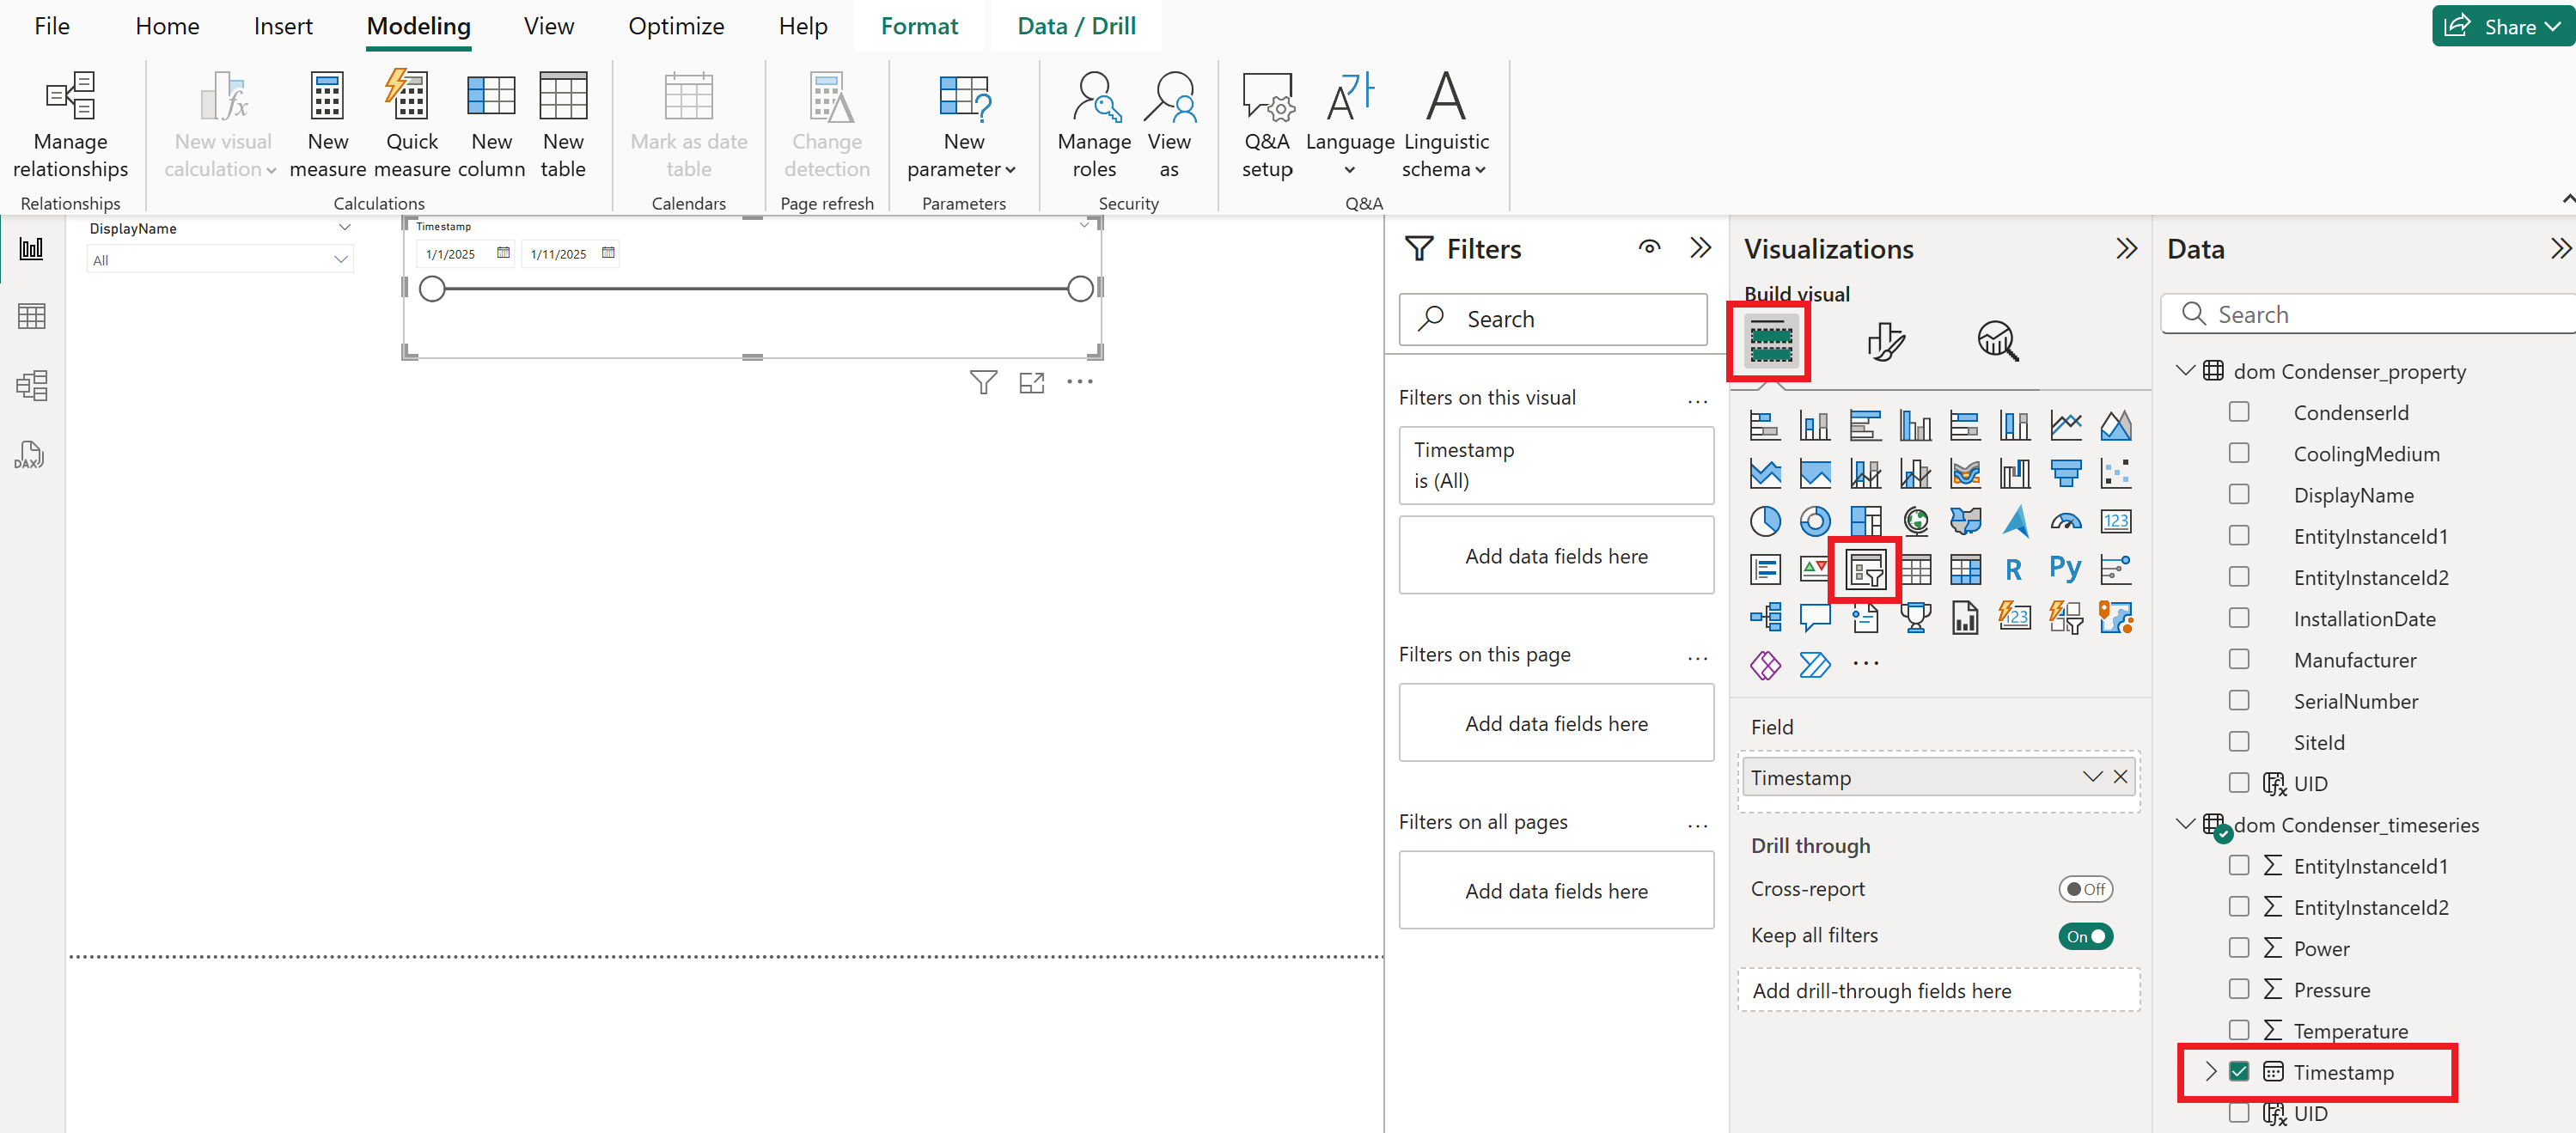 File Home Insert Modeling View Optimize Help Format Data / Drill Share
Manage relationships
New visual calculation
New measure
Quick measure
New column
New table
Mark as date table
Change detection
New parameter
Manage roles
View as
Q&A setup
Language
Linguistic schema
Relationships Calculations Calendars Page refresh Parameters Security Q&A
DAX
DisplayName
All
Timestamp
1/1/2025 1/11/2025
Filters
Search
Filters on this visual ...
Timestamp
is (All)
Add data fields here
Filters on this page ...
Add data fields here
Filters on all pages ...
Add data fields here
Visualizations
Build visual
123
R Py
123
...
Field
Timestamp
Drill through
Cross-report Off
Keep all filters On
Add drill-through fields here
Data
Search
dom Condenser_property
CondenserId
CoolingMedium
DisplayName
EntityInstanceId1
EntityInstanceId2
InstallationDate
Manufacturer
SerialNumber
SiteId
UID
dom Condenser_timeseries
EntityInstanceId1
EntityInstanceId2
Power
Pressure
Temperature
Timestamp
UID